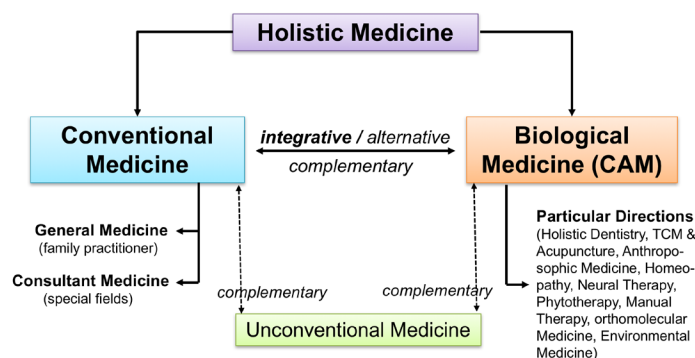 Holistic Medicine
Conventional
Medicine
integrative / alternative
complementary
Biological
Medicine (CAM)
General Medicine
(family practitioner)
Consultant Medicine
(special fields)
Particular Directions
(Holistic Dentistry, TCM &
Acupuncture, Anthropo-
sophic Medicine, Homeo-
pathy, Neural Therapy,
Phytotherapy, Manual
Therapy, orthomolecular
Medicine, Environmental
Medicine)
complementary
complementary
Unconventional Medicine